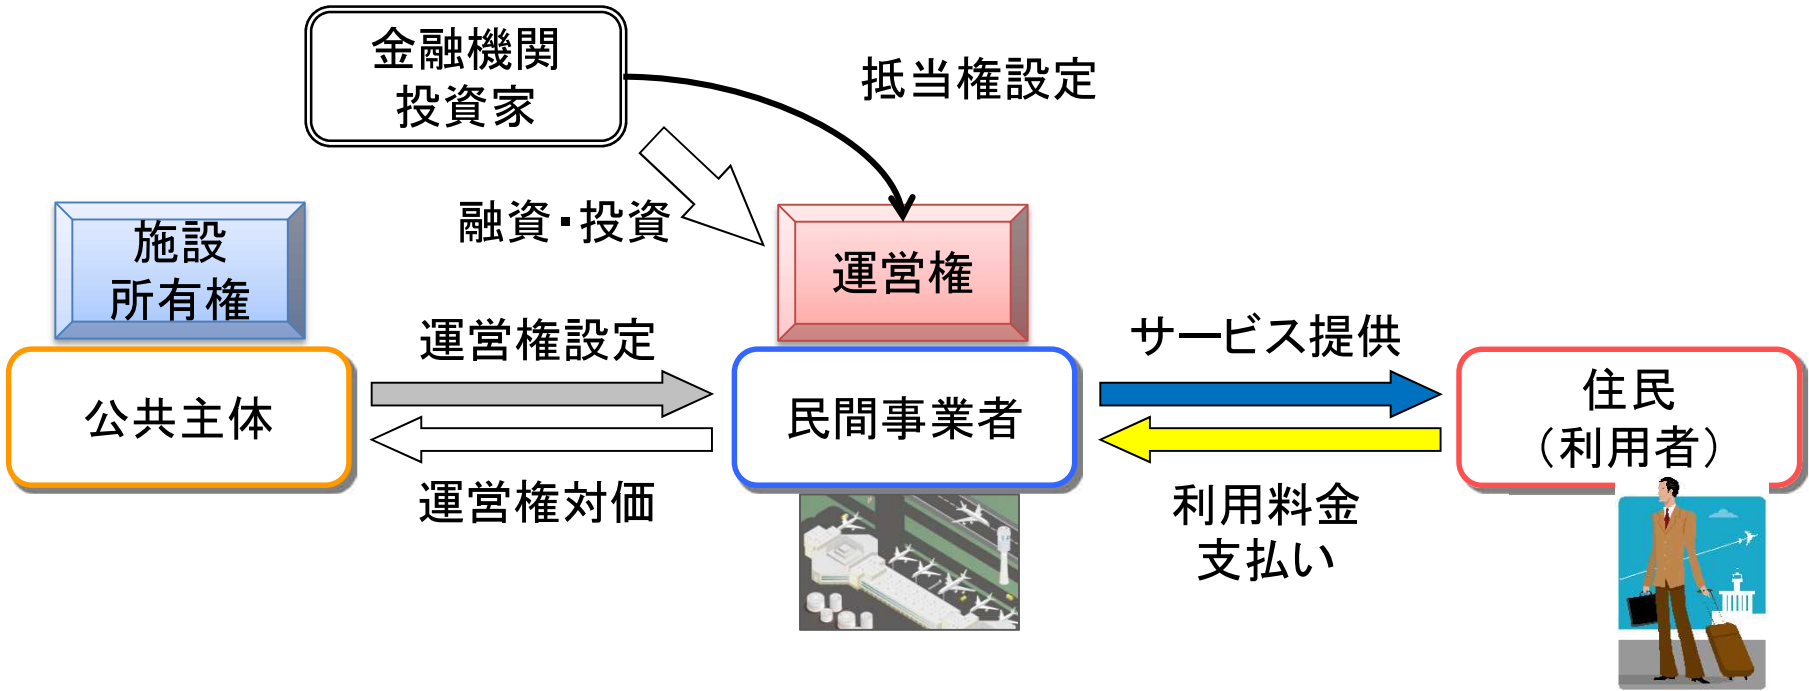 金融機関
投資家
抵当権設定
融資・投資
施設
所有権
運営権
運営権設定
サービス提供
公共主体
民間事業者
住民
（利用者）
運営権対価
利用料金
支払い